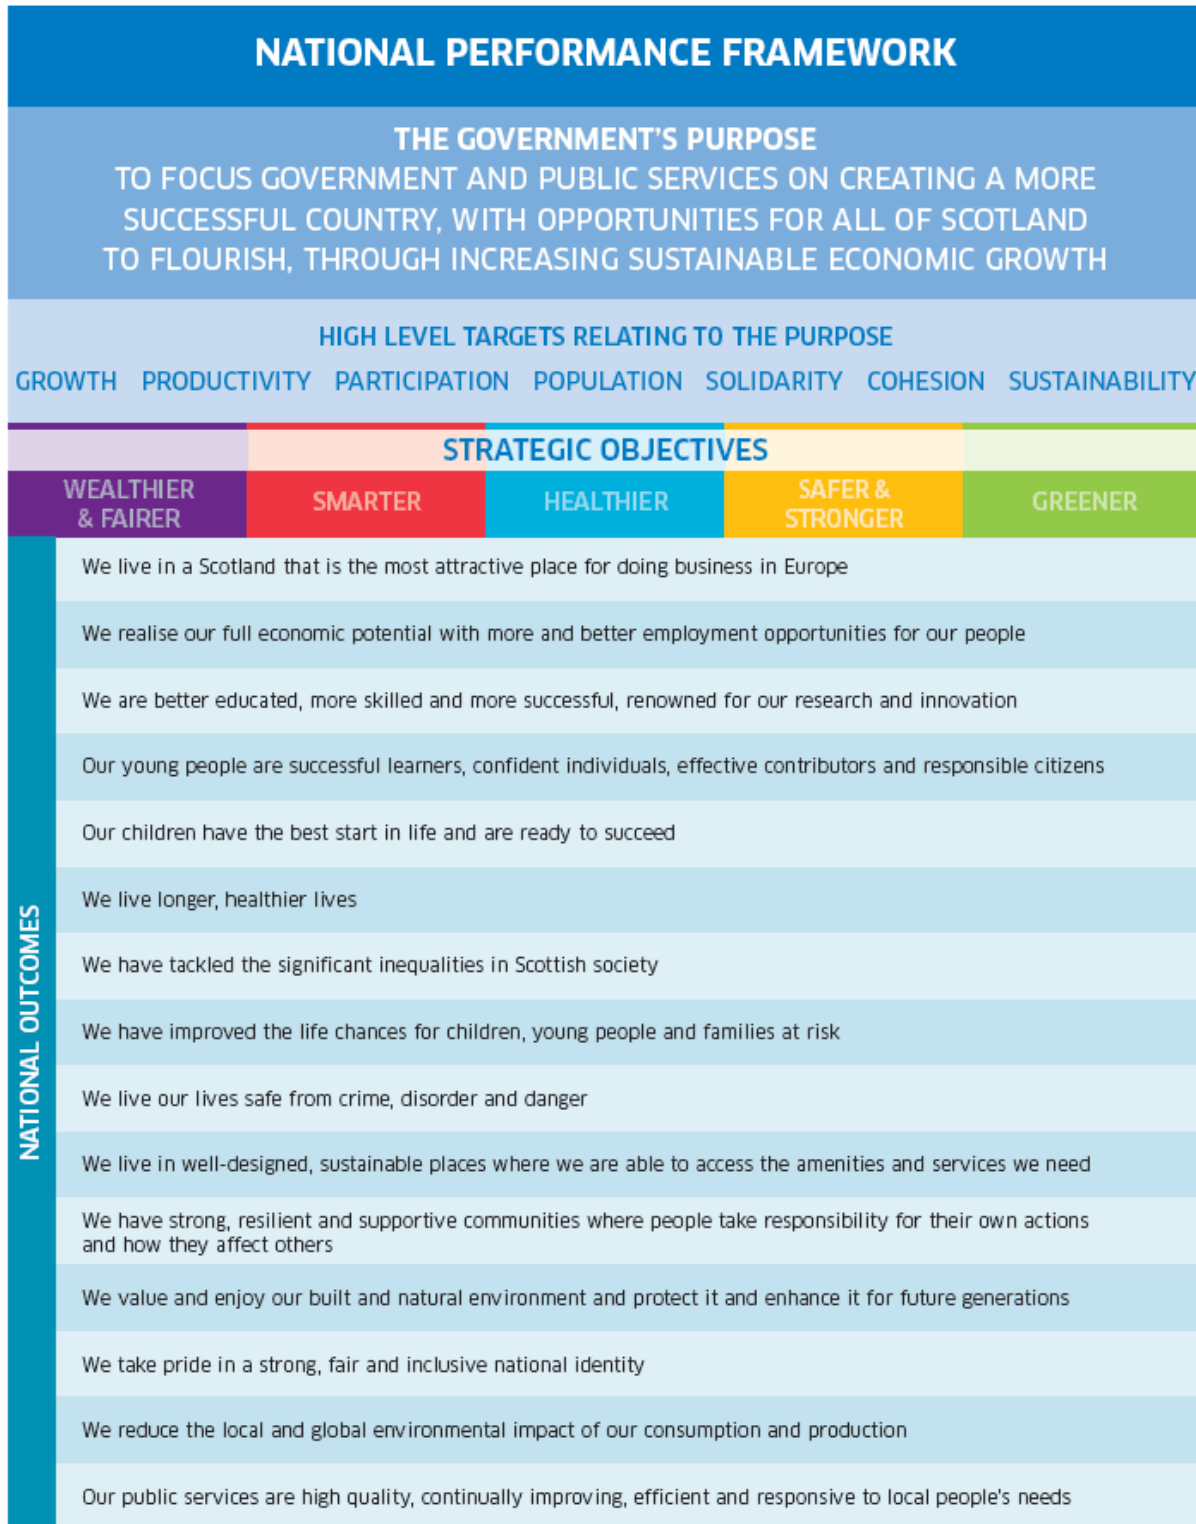 NATIONAL PERFORMANCE FRAMEWORK
THE GOVERNMENT'S PURPOSE
TO FOCUS GOVERNMENT AND PUBLIC SERVICES ON CREATING A MORE
SUCCESSFUL COUNTRY, WITH OPPORTUNITIES FOR ALL OF SCOTLAND
TO FLOURISH, THROUGH INCREASING SUSTAINABLE ECONOMIC GROWTH
HIGH LEVEL TARGETS RELATING TO THE PURPOSE
GROWTH PRODUCTIVITY PARTICIPATION POPULATION SOLIDARITY COHESION SUSTAINABILITY
STRATEGIC OBJECTIVES
WEALTHIER
& FAIRER
SMARTER
HEALTHIER
SAFER &
STRONGER
GREENER
NATIONAL OUTCOMES
We live in a Scotland that is the most attractive place for doing business in Europe
We realise our full economic potential with more and better employment opportunities for our people
We are better educated, more skilled and more successful, renowned for our research and innovation
Our young people are successful learners, confident individuals, effective contributors and responsible citizens
Our children have the best start in life and are ready to succeed
We live longer, healthier lives
We have tackled the significant inequalities in Scottish society
We have improved the life chances for children, young people and families at risk
We live our lives safe from crime, disorder and danger
We live in well-designed, sustainable places where we are able to access the amenities and services we need
We have strong, resilient and supportive communities where people take responsibility for their own actions
and how they affect others
We value and enjoy our built and natural environment and protect it and enhance it for future generations
We take pride in a strong, fair and inclusive national identity
We reduce the local and global environmental impact of our consumption and production
Our public services are high quality, continually improving, efficient and responsive to local people's needs